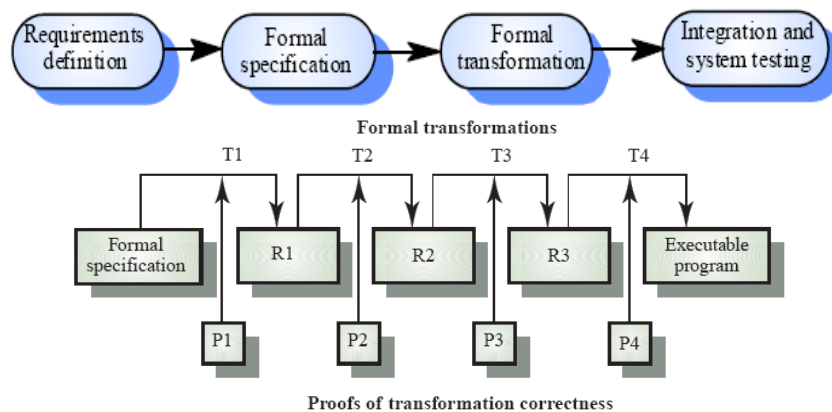 Requirements
definition
Formal
specification
Formal
transformation
Integration and
system testing
Formal transformations
T1
T2
T3
T4
Formal
specification
R1
R2
R3
Executable
program
P1
P2
P3
P4
Proofs of transformation correctness